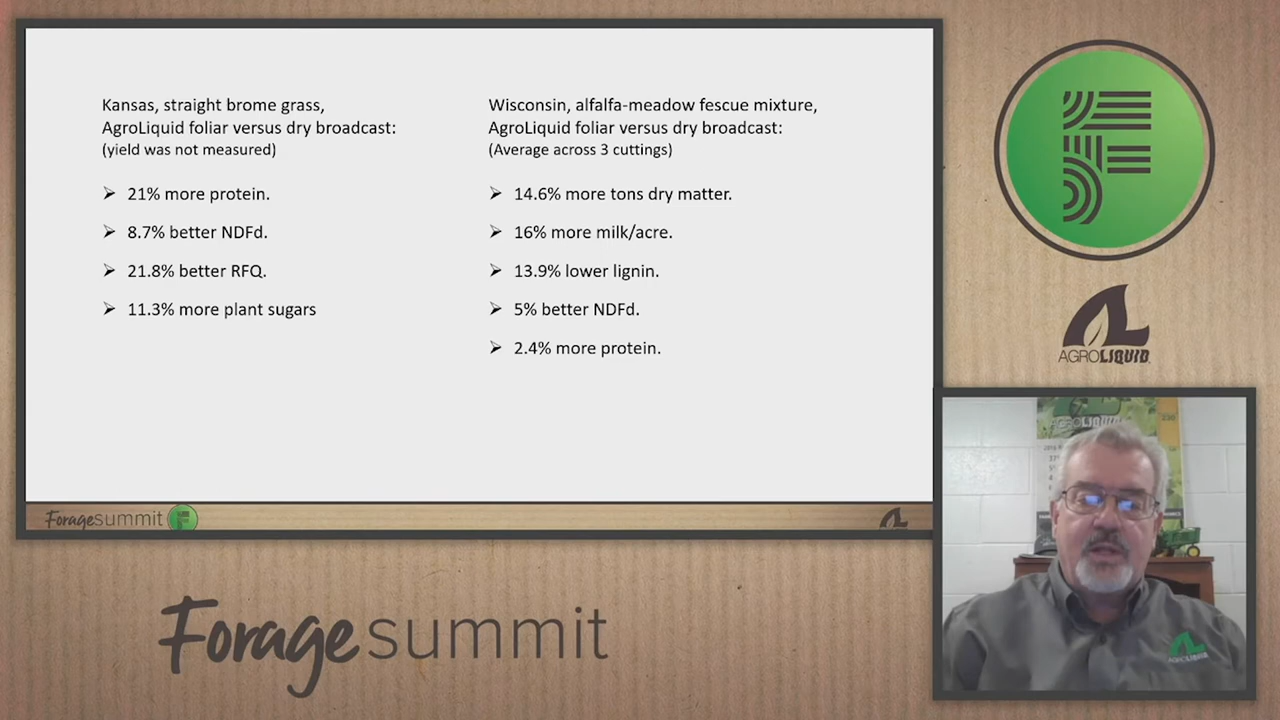 Kansas, straight brome grass,
AgroLiquid foliar versus dry broadcast:
(yield was not measured)
21% more protein.
8.7% better NDFd.
21.8% better RFQ.
11.3% more plant sugars
Wisconsin, alfalfa-meadow fescue mixture,
AgroLiquid foliar versus dry broadcast:
(Average across 3 cuttings)
14.6% more tons dry matter.
16% more milk/acre.
13.9% lower lignin.
5% better NDFd.
2.4% more protein.
Foragesummit F
F
AGROLIQUID
AGROLIQUID
AGROLIQUID
Foragesummit